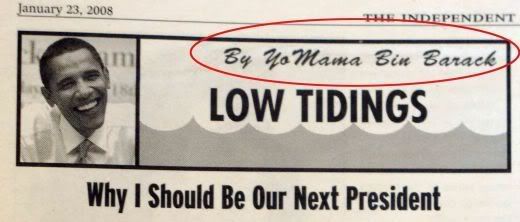 January 23, 2008
THE INDEPENDENT
By YoMama Bin Barack
LOW TIDINGS
Why I Should Be Our Next President